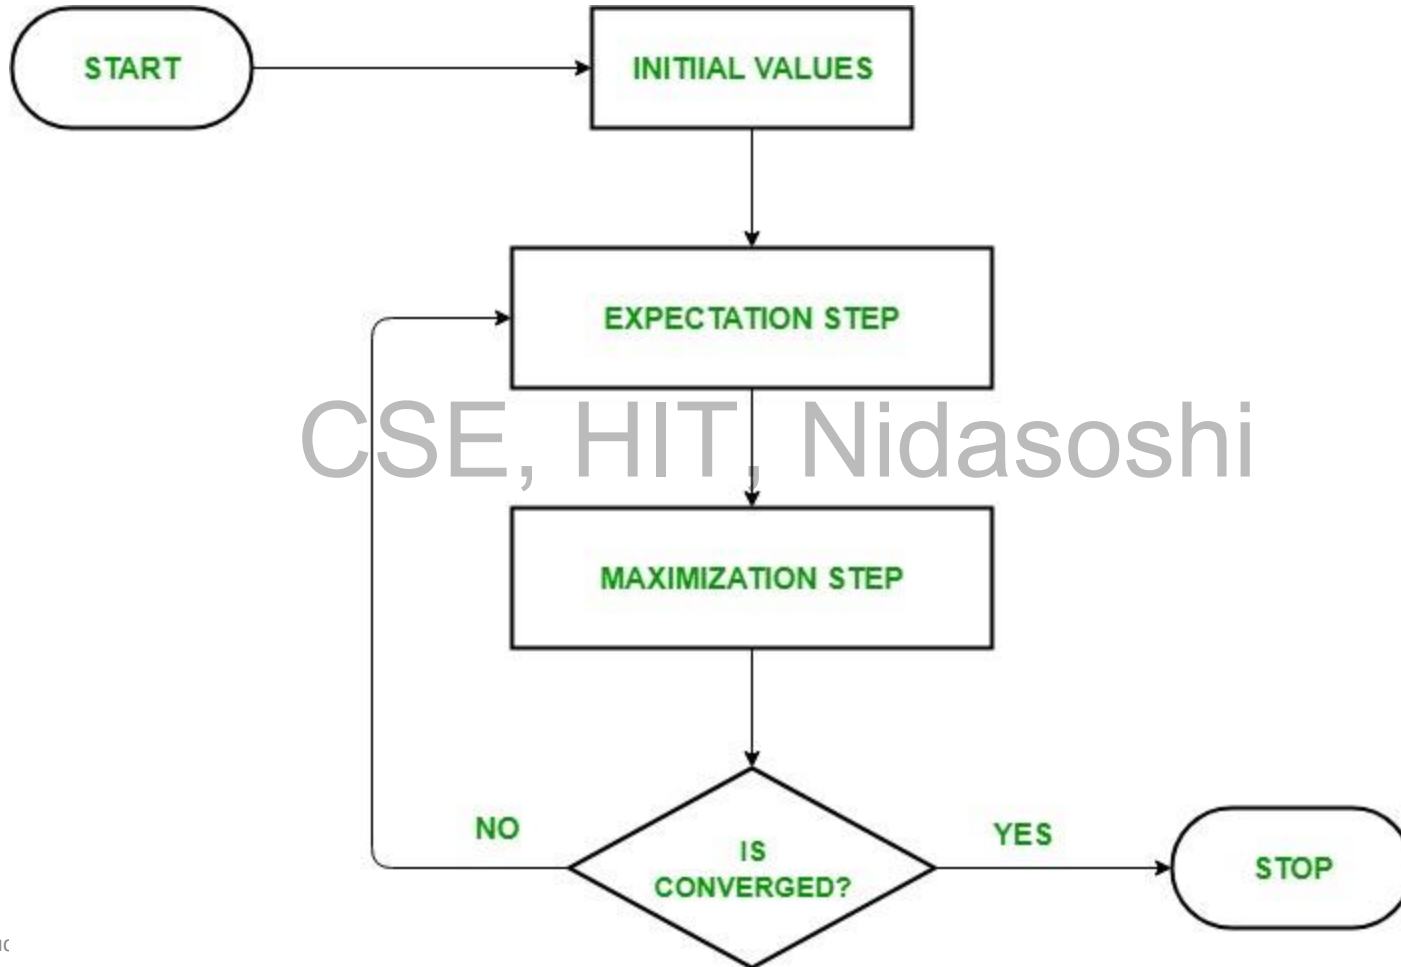 START
INITIIAL VALUES
EXPECTATION STEP
CSE, HIT, Nidasoshi
MAXIMIZATION STEP
NO
YES
IS
CONVERGED?
STOP